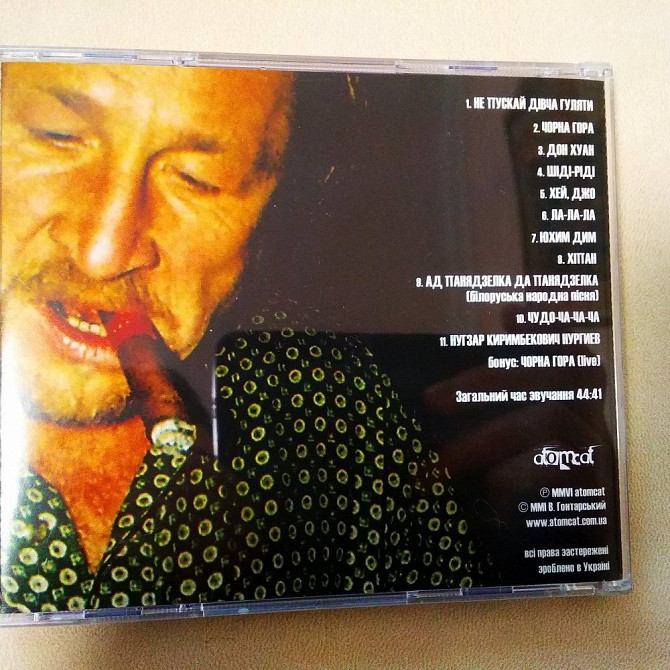 1. НЕ ПУСКАЙ ДІВЧА ГУЛЯТИ
2. ЧОРНА ГОРА
3. ДОН ХУАН
4. ШІДІ-РІДІ
5. ХЕЙ, ДЖО
6. ЛА-ЛА-ЛА
7. ЮХИМ ДИМ
8. ХІТІАН
9. АД ПАНЯДЗЕЛКА ДА ПАНЯДЗЕЛКА
(білоруська народна пісня)
10. ЧУДО-ЧА-ЧА-ЧА
11. НУГЗАР КИРИМБЕКОВИЧ НУРГИЕВ
бонус: ЧОРНА ГОРА (live)
Загальний час звучання 44:41
atomcat
℗ MMVI atomcat
© MMI В. Гонтарський
www.atomcat.com.ua
всі права застережені
зроблено в Україні